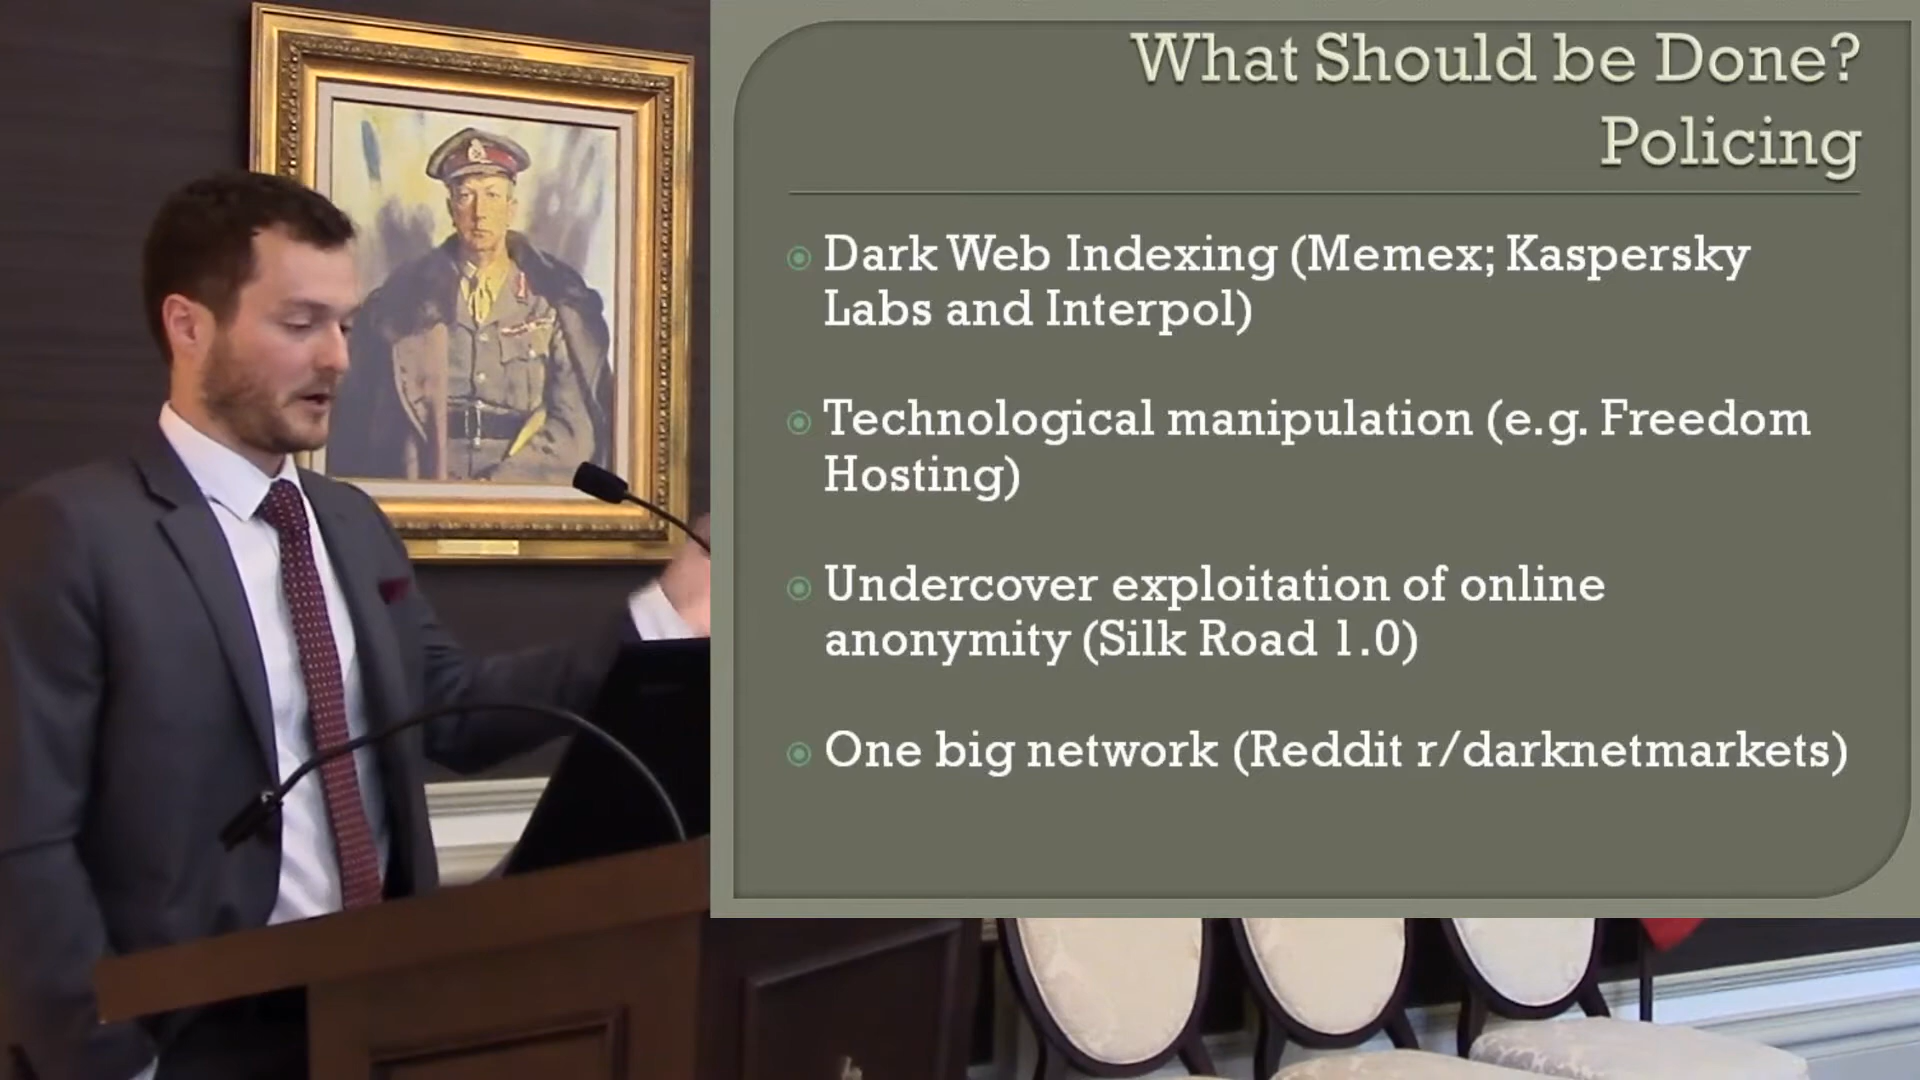 What Should be Done?
Policing
Dark Web Indexing (Memex; Kaspersky
Labs and Interpol)
Technological manipulation (e.g. Freedom
Hosting)
Undercover exploitation of online
anonymity (Silk Road 1.0)
One big network (Reddit r/darknetmarkets)